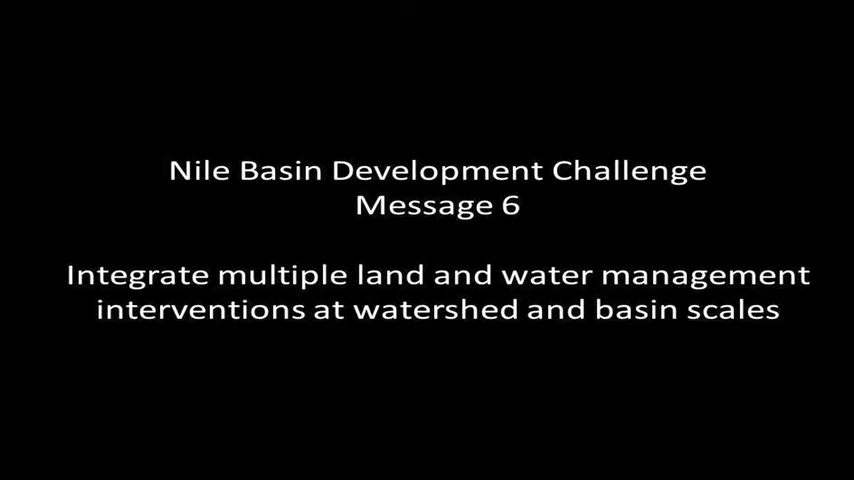 Nile Basin Development Challenge
Message 6
Integrate multiple land and water management
interventions at watershed and basin scales